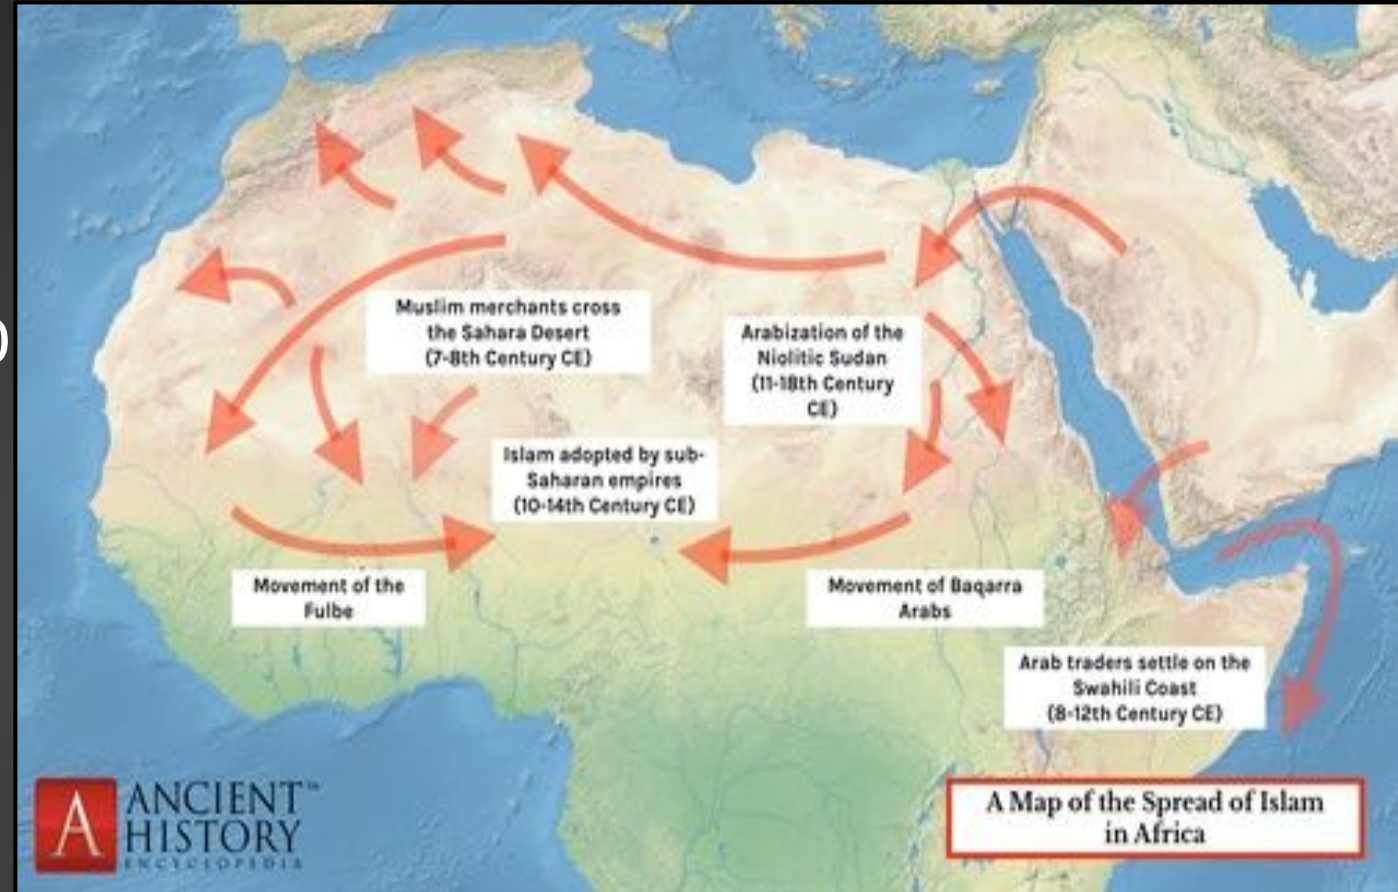 Muslim merchants cross
the Sahara Desert
(7-8th Century CE)
Arabization of the
Niolitic Sudan
(11-18th Century
CE)
Islam adopted by sub-
Saharan empires
(10-14th Century CE)
Movement of the
Fulbe
Movement of Baqarra
Arabs
Arab traders settle on the
Swahili Coast
(8-12th Century CE)
A Map of the Spread of Islam
in Africa
A
ANCIENT™
HISTORY
ENCYCLOPEDIA